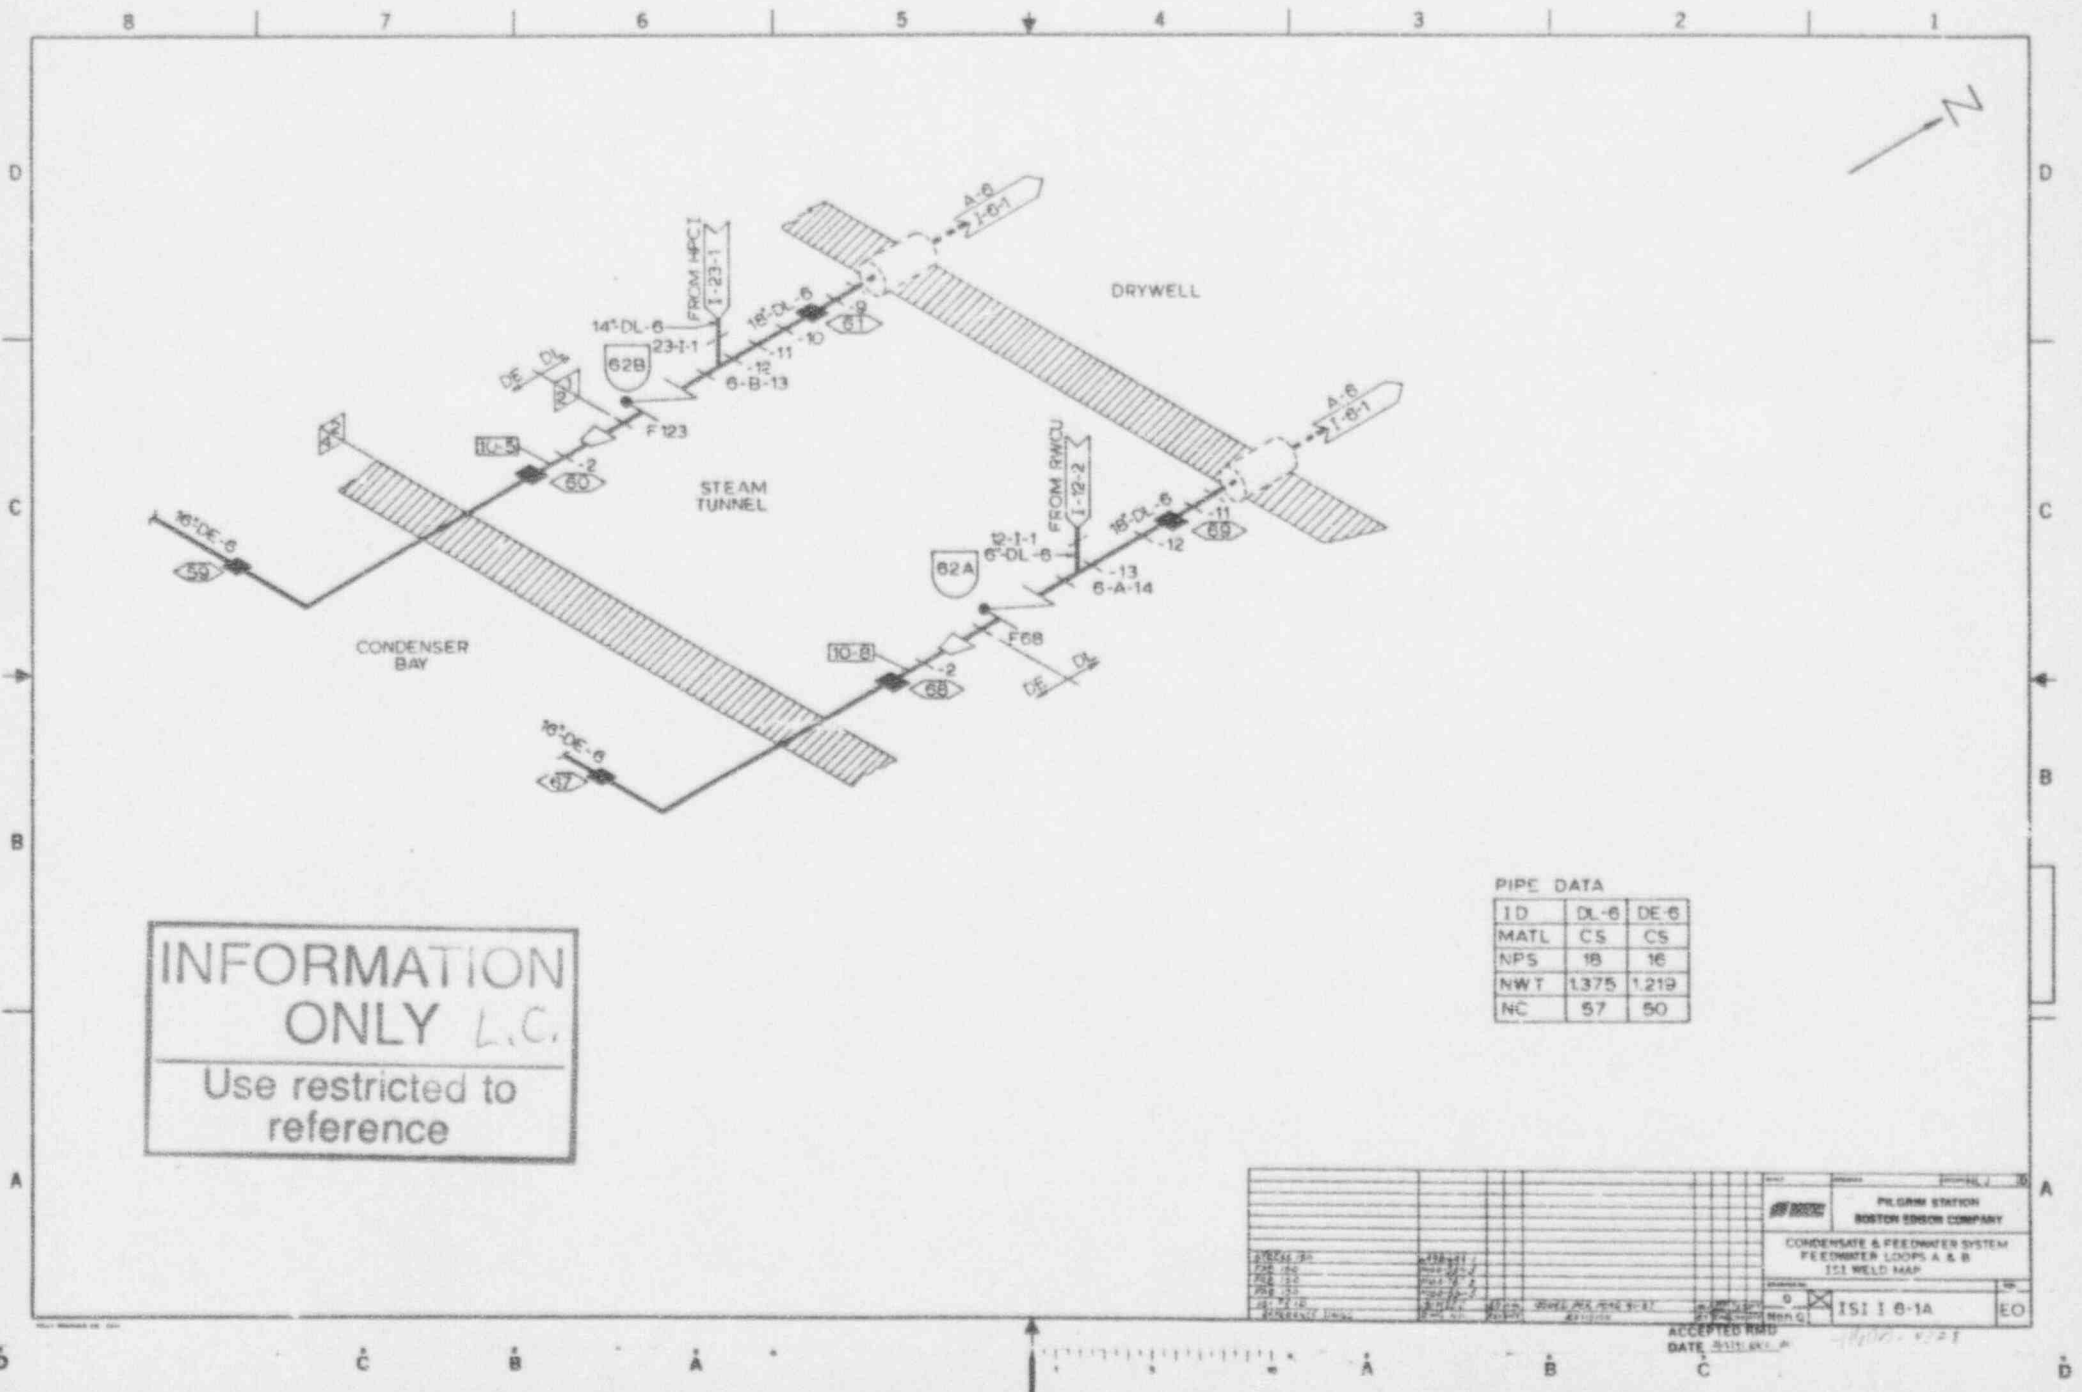 8 7 6 5 4 3 2 1
D
D
N
A-6
I-6-1
FROM HPCI
I-23-1
DRYWELL
18"-DL-6
-9
61
14"-DL-6
-10
23-I-1
-11
62B
-12
6-B-13
DE DL
A-6
I-6-1
F123
10-5
-2
60
FROM RWCU
I-12-2
STEAM
TUNNEL
C
C
18"-DL-6
-11
69
16"-DE-6
12-I-1
-12
6"-DL-6
59
62A
-13
6-A-14
F68
CONDENSER
BAY
10-8
-2
DE DL
68
16"-DE-6
67
B
B
PIPE DATA
ID DL-6 DE-6
MATL CS CS
NPS 18 16
NWT 1.375 1.219
NC 57 50
INFORMATION
ONLY L.C.
Use restricted to
reference
A
A
PILGRIM STATION
BOSTON EDISON COMPANY
CONDENSATE & FEEDWATER SYSTEM
FEEDWATER LOOPS A & B
ISI WELD MAP
ISI I 6-1A
E0
ACCEPTED RMD
DATE
C B A A B C D